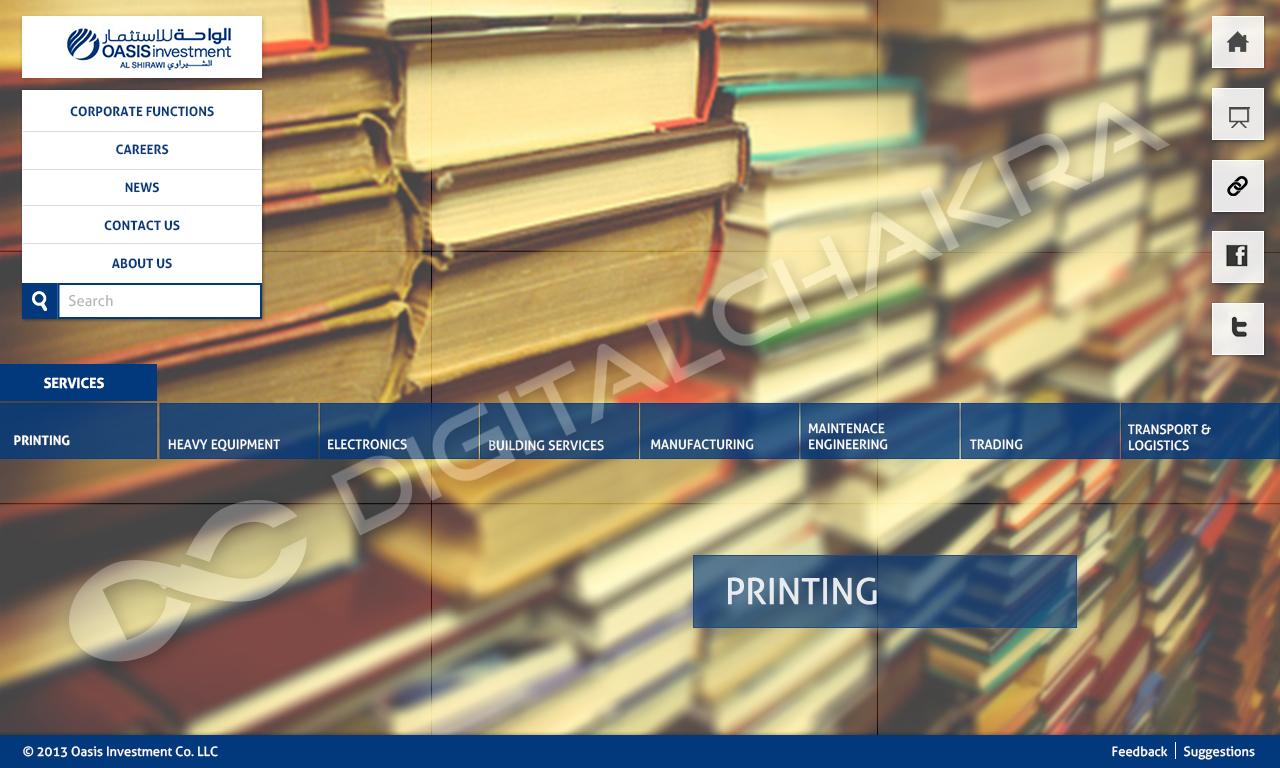 الواحة للاستثمار
OASIS investment
AL SHIRAWI الشيراوي
CORPORATE FUNCTIONS
CAREERS
NEWS
CONTACT US
ABOUT US
Search
SERVICES
PRINTING
HEAVY EQUIPMENT
ELECTRONICS
BUILDING SERVICES
MANUFACTURING
MAINTENACE
ENGINEERING
TRADING
TRANSPORT &
LOGISTICS
DIGITALCHAKRA
PRINTING
© 2013 Oasis Investment Co. LLC
Feedback | Suggestions